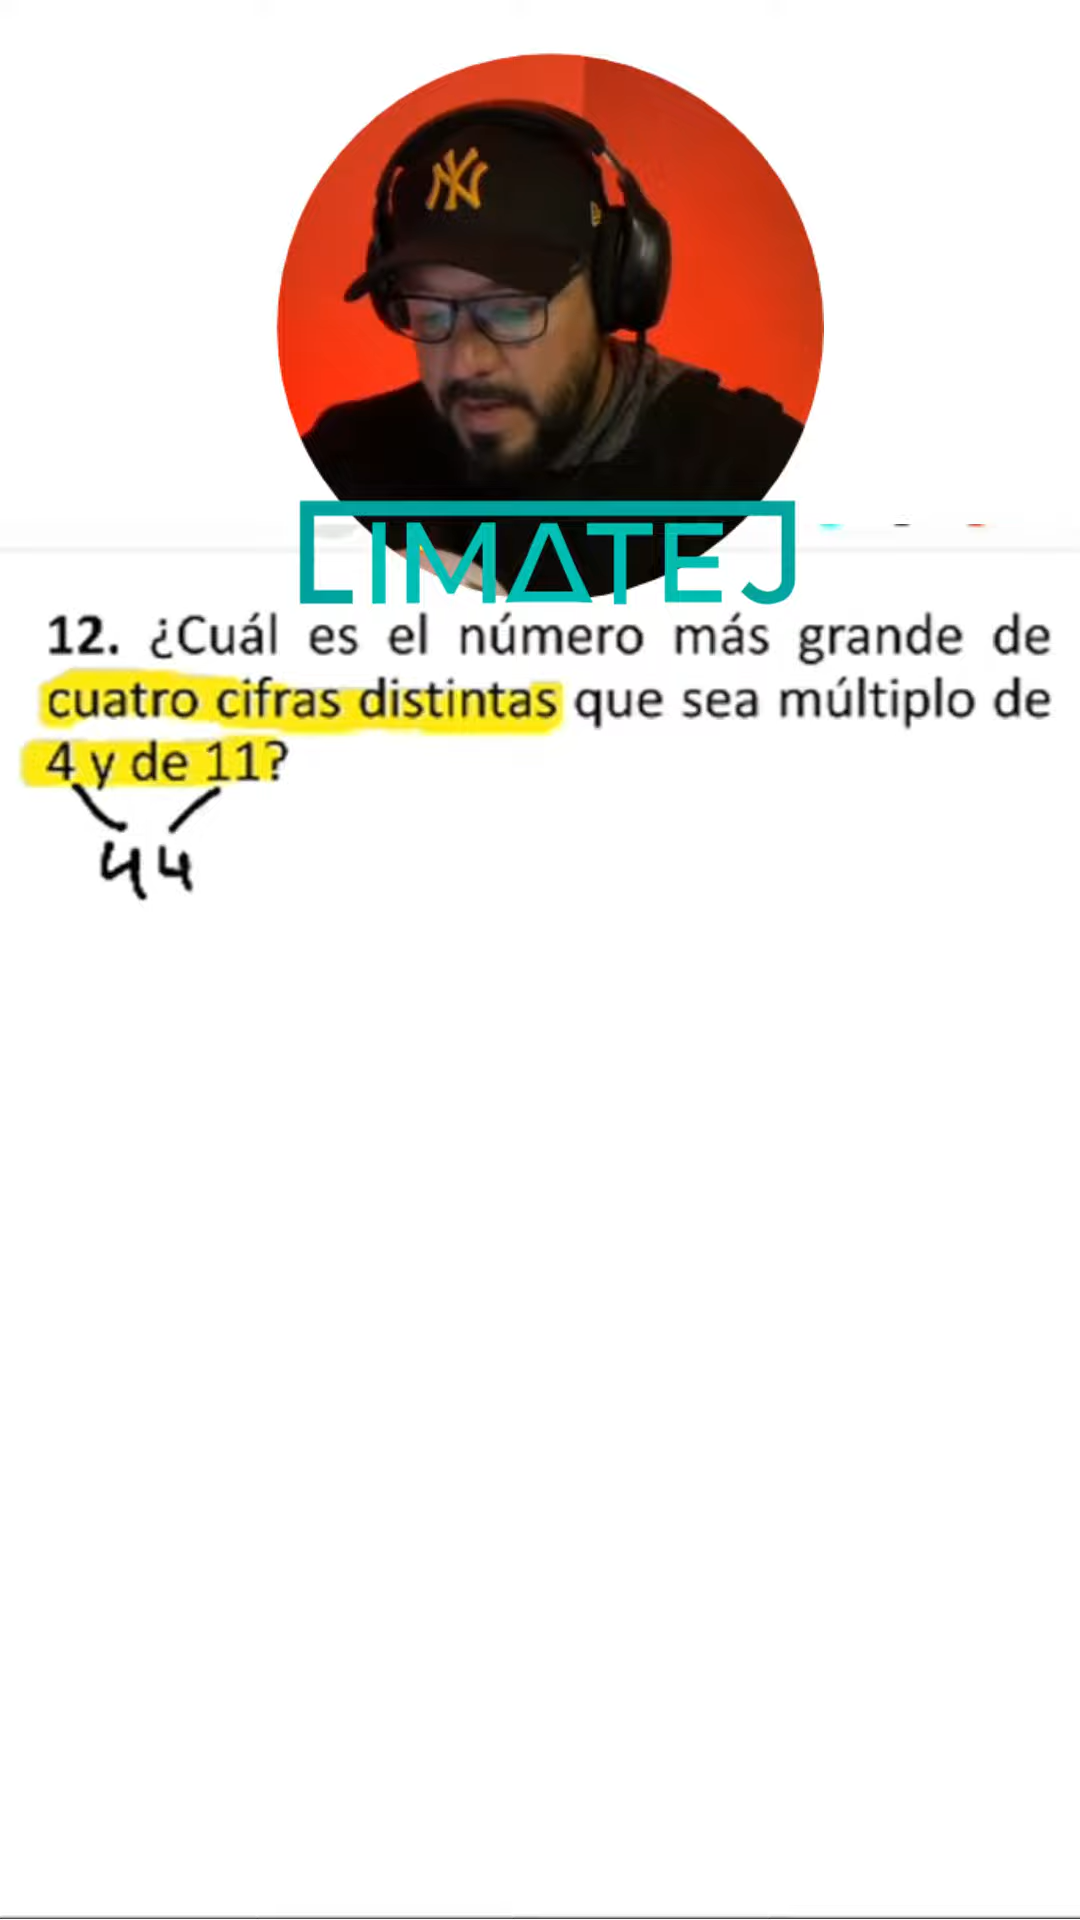 NY
LIMATEJ
12. ¿Cuál es el número más grande de
cuatro cifras distintas que sea múltiplo de
4 y de 11?
44